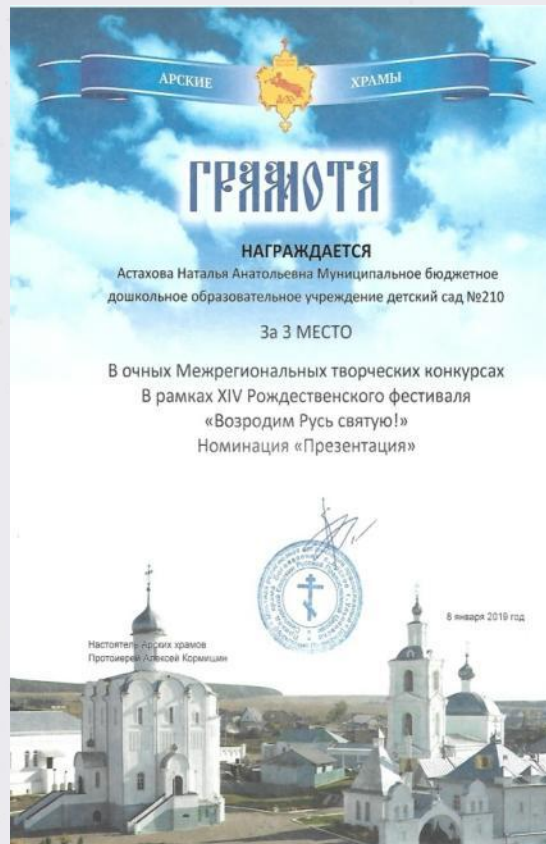 АРСКИЕ ХРАМЫ
ГРАМОТА
НАГРАЖДАЕТСЯ
Астахова Наталья Анатольевна Муниципальное бюджетное
дошкольное образовательное учреждение детский сад №210
За 3 МЕСТО
В очных Межрегиональных творческих конкурсах
В рамках XIV Рождественского фестиваля
«Возродим Русь святую!»
Номинация «Презентация»
8 января 2019 год
Настоятель Арских храмов
Протоиерей Алексей Кормишин